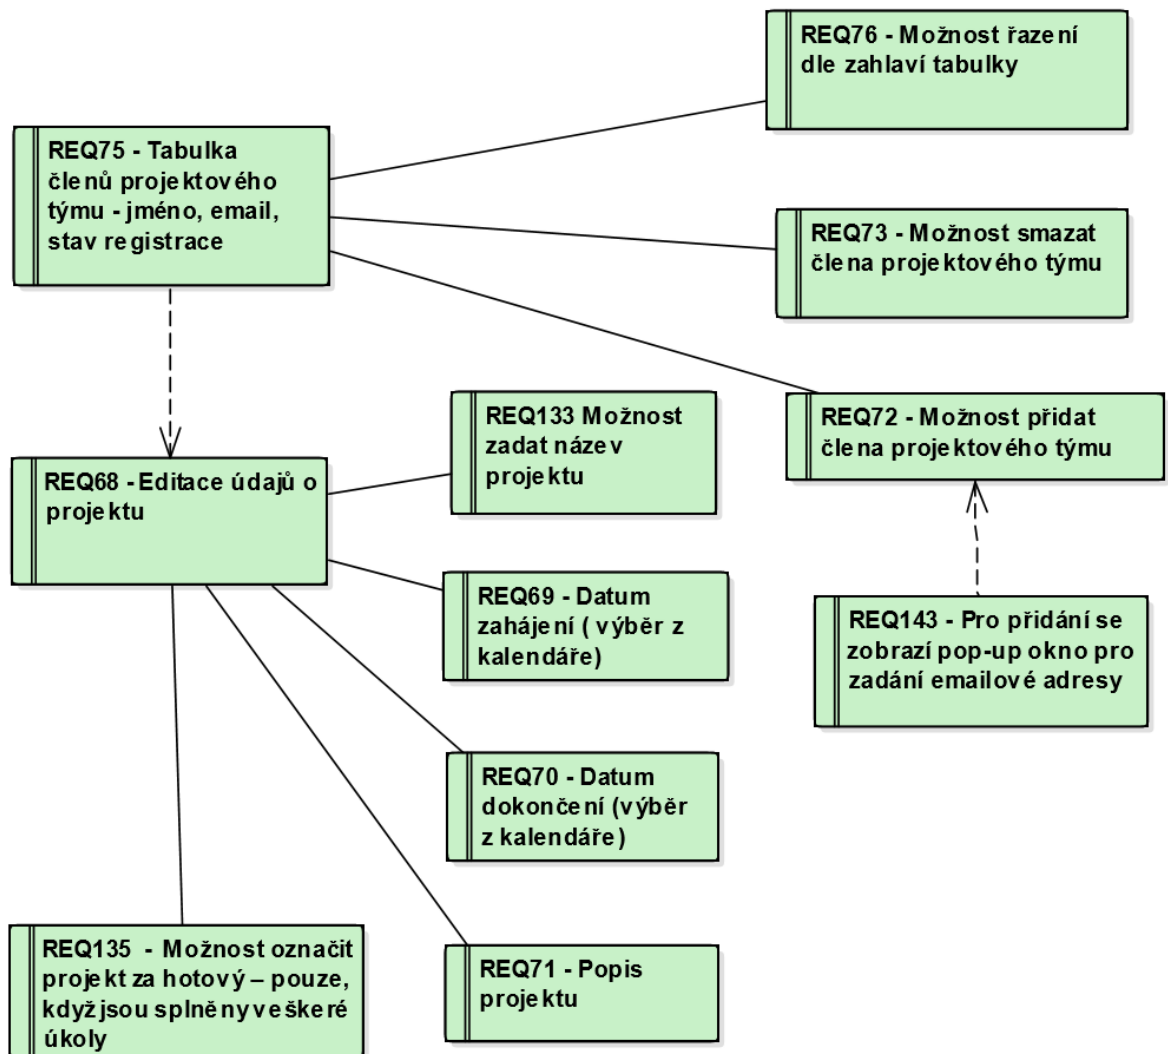 REQ76 - Možnost řazení
dle zahlaví tabulky
REQ75 - Tabulka
členů projektového
týmu - jméno, email,
stav registrace
REQ73 - Možnost smazat
člena projektového týmu
REQ133 Možnost
zadat název
projektu
REQ72 - Možnost přidat
člena projektového týmu
REQ68 - Editace údajů o
projektu
REQ69 - Datum
zahájení ( výběr z
kalendáře)
REQ143 - Pro přidání se
zobrazí pop-up okno pro
zadání emailové adresy
REQ70 - Datum
dokončení (výběr
z kalendáře)
REQ135 - Možnost označit
projekt za hotový – pouze,
když jsou splněny veškeré
úkoly
REQ71 - Popis
projektu